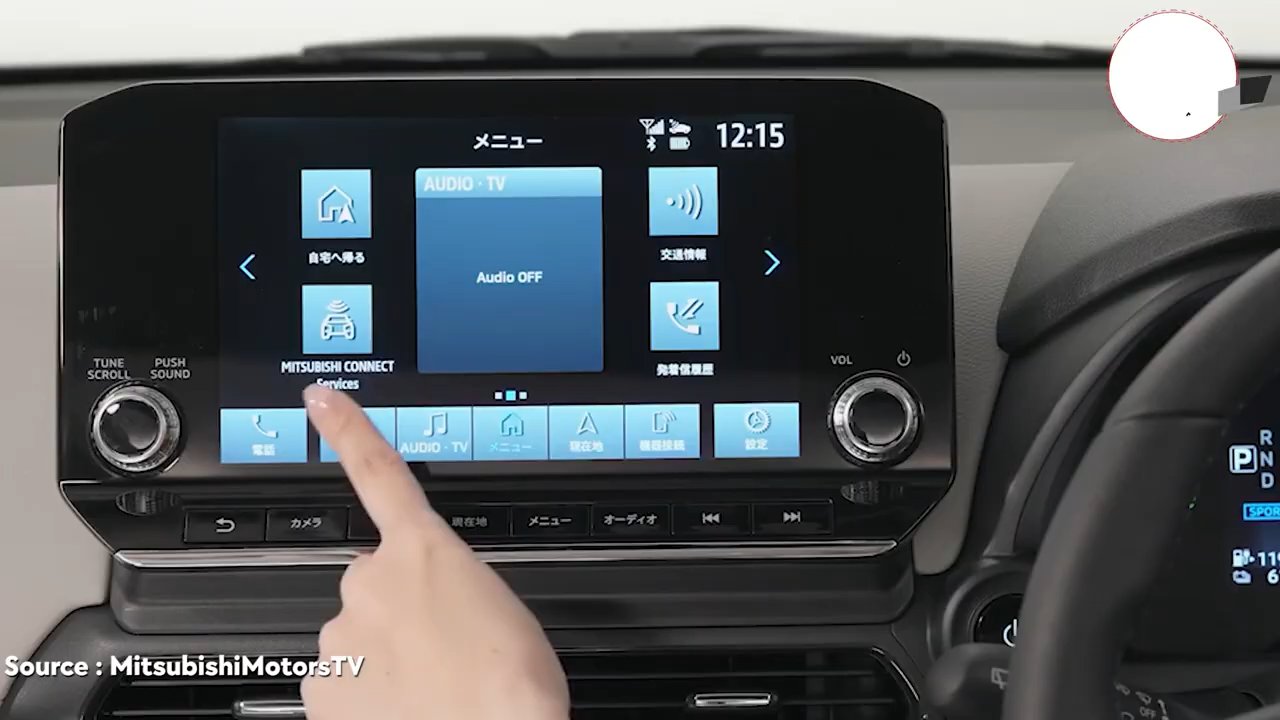 メニュー
12:15
AUDIO・TV
Audio OFF
自宅へ帰る
交通情報
MITSUBISHI CONNECT
Services
発着信履歴
TUNE
SCROLL
PUSH
SOUND
VOL
電話
AUDIO・TV
メニュー
現在地
機器接続
設定
カメラ
現在地
メニュー
オーディオ
R
P
N
D
SPOR
OFF
Source : MitsubishiMotorsTV